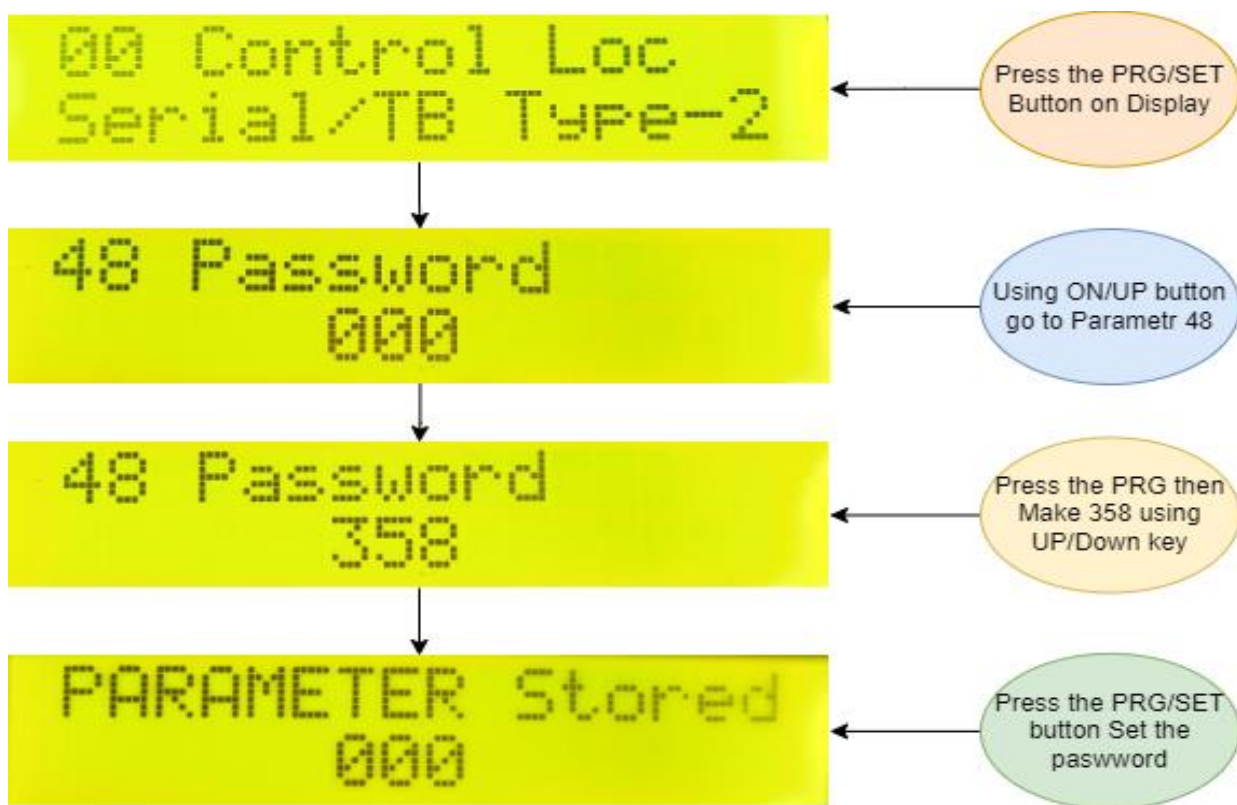 00 Control Loc
Serial/TB Type-2
Press the PRG/SET
Button on Display
48 Password
000
Using ON/UP button
go to Parametr 48
48 Password
358
Press the PRG then
Make 358 using
UP/Down key
PARAMETER Stored
000
Press the PRG/SET
button Set the
paswword